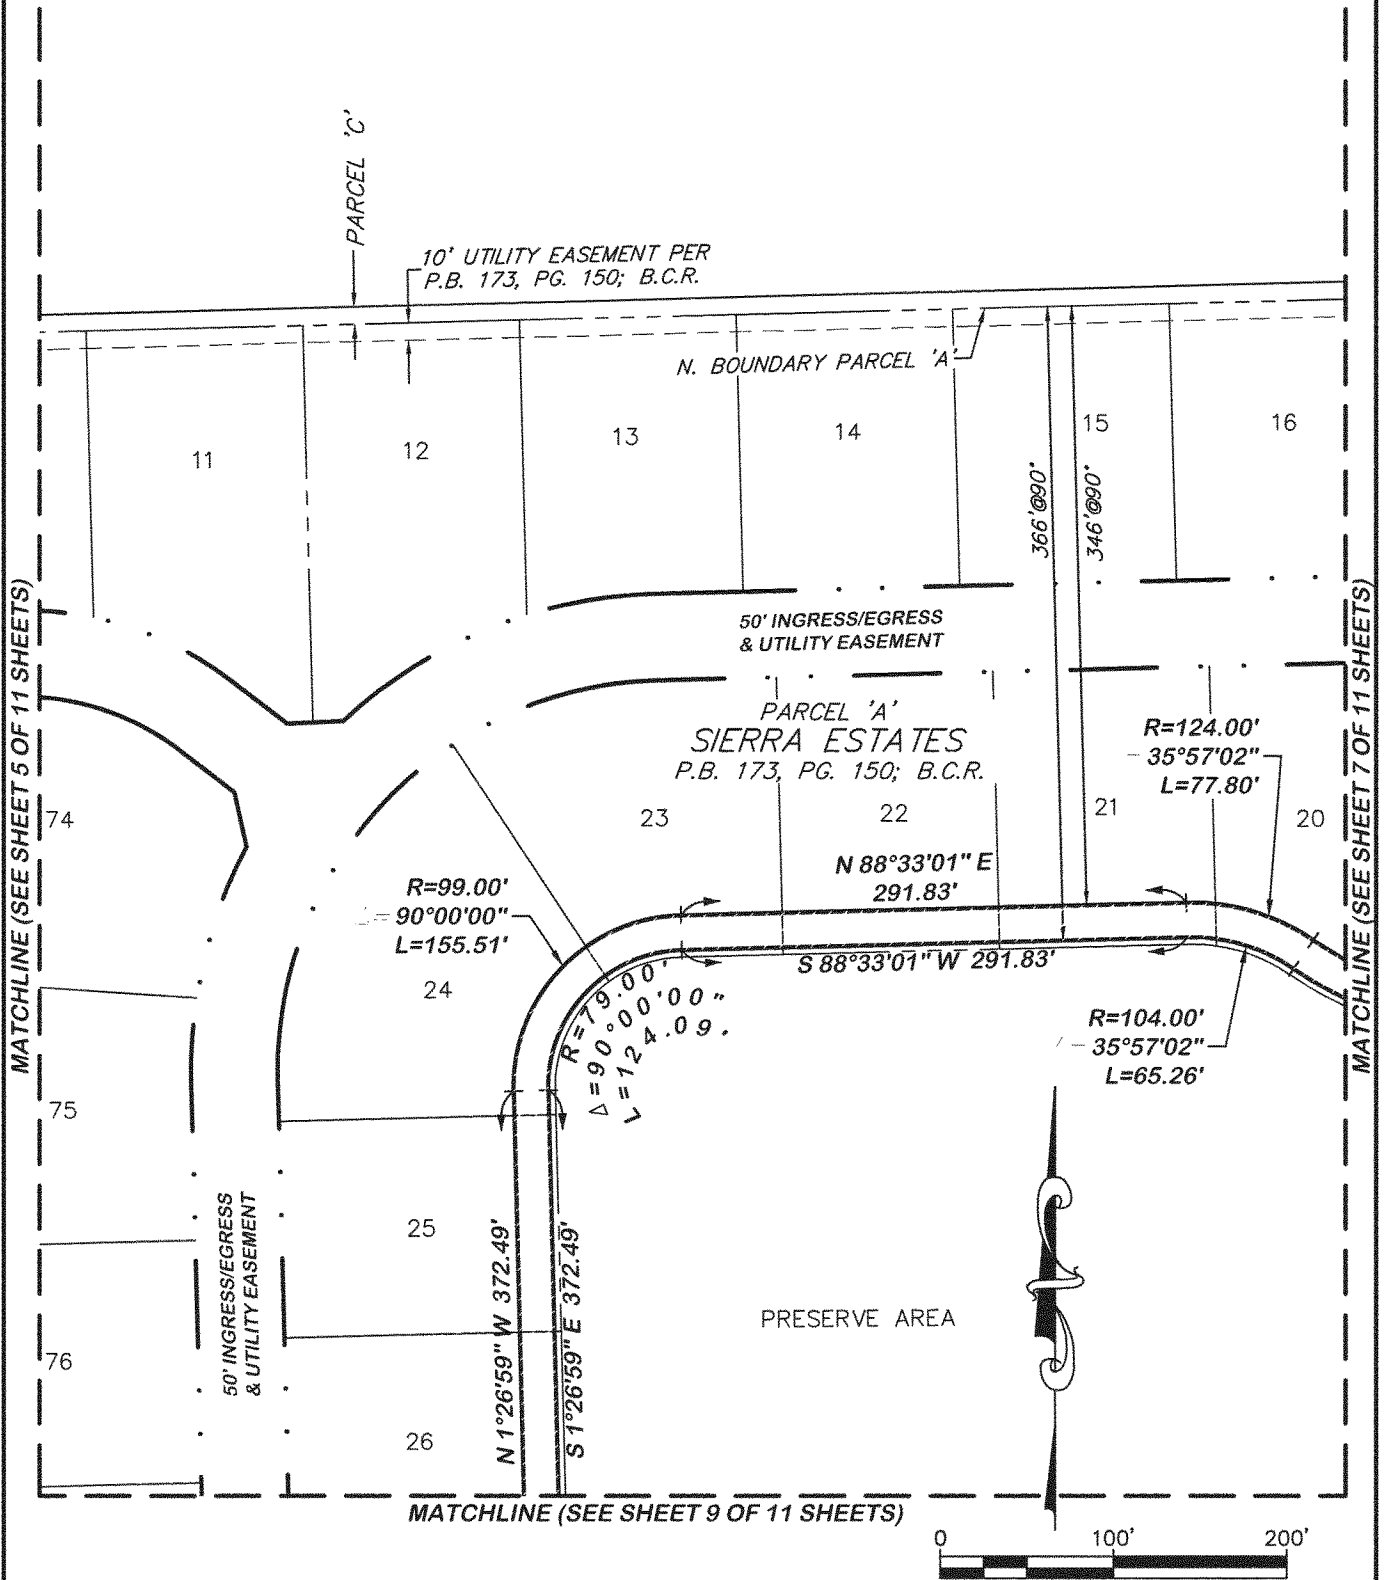 PARCEL 'C'
10' UTILITY EASEMENT PER
P.B. 173, PG. 150; B.C.R.
N. BOUNDARY PARCEL 'A'
11
12
13
14
15
16
366'@90°
346'@90°
MATCHLINE (SEE SHEET 5 OF 11 SHEETS)
MATCHLINE (SEE SHEET 7 OF 11 SHEETS)
50' INGRESS/EGRESS
& UTILITY EASEMENT
PARCEL 'A'
SIERRA ESTATES
P.B. 173, PG. 150; B.C.R.
R=124.00'
35°57'02"
L=77.80'
74
23
22
21
20
N 88°33'01" E
291.83'
R=99.00'
90°00'00"
L=155.51'
S 88°33'01" W 291.83'
24
R=79.00'
Δ=90°00'00"
L=124.09'
R=104.00'
35°57'02"
L=65.26'
75
25
50' INGRESS/EGRESS
& UTILITY EASEMENT
N 1°26'59" W 372.49'
S 1°26'59" E 372.49'
PRESERVE AREA
76
26
MATCHLINE (SEE SHEET 9 OF 11 SHEETS)
0 100' 200'